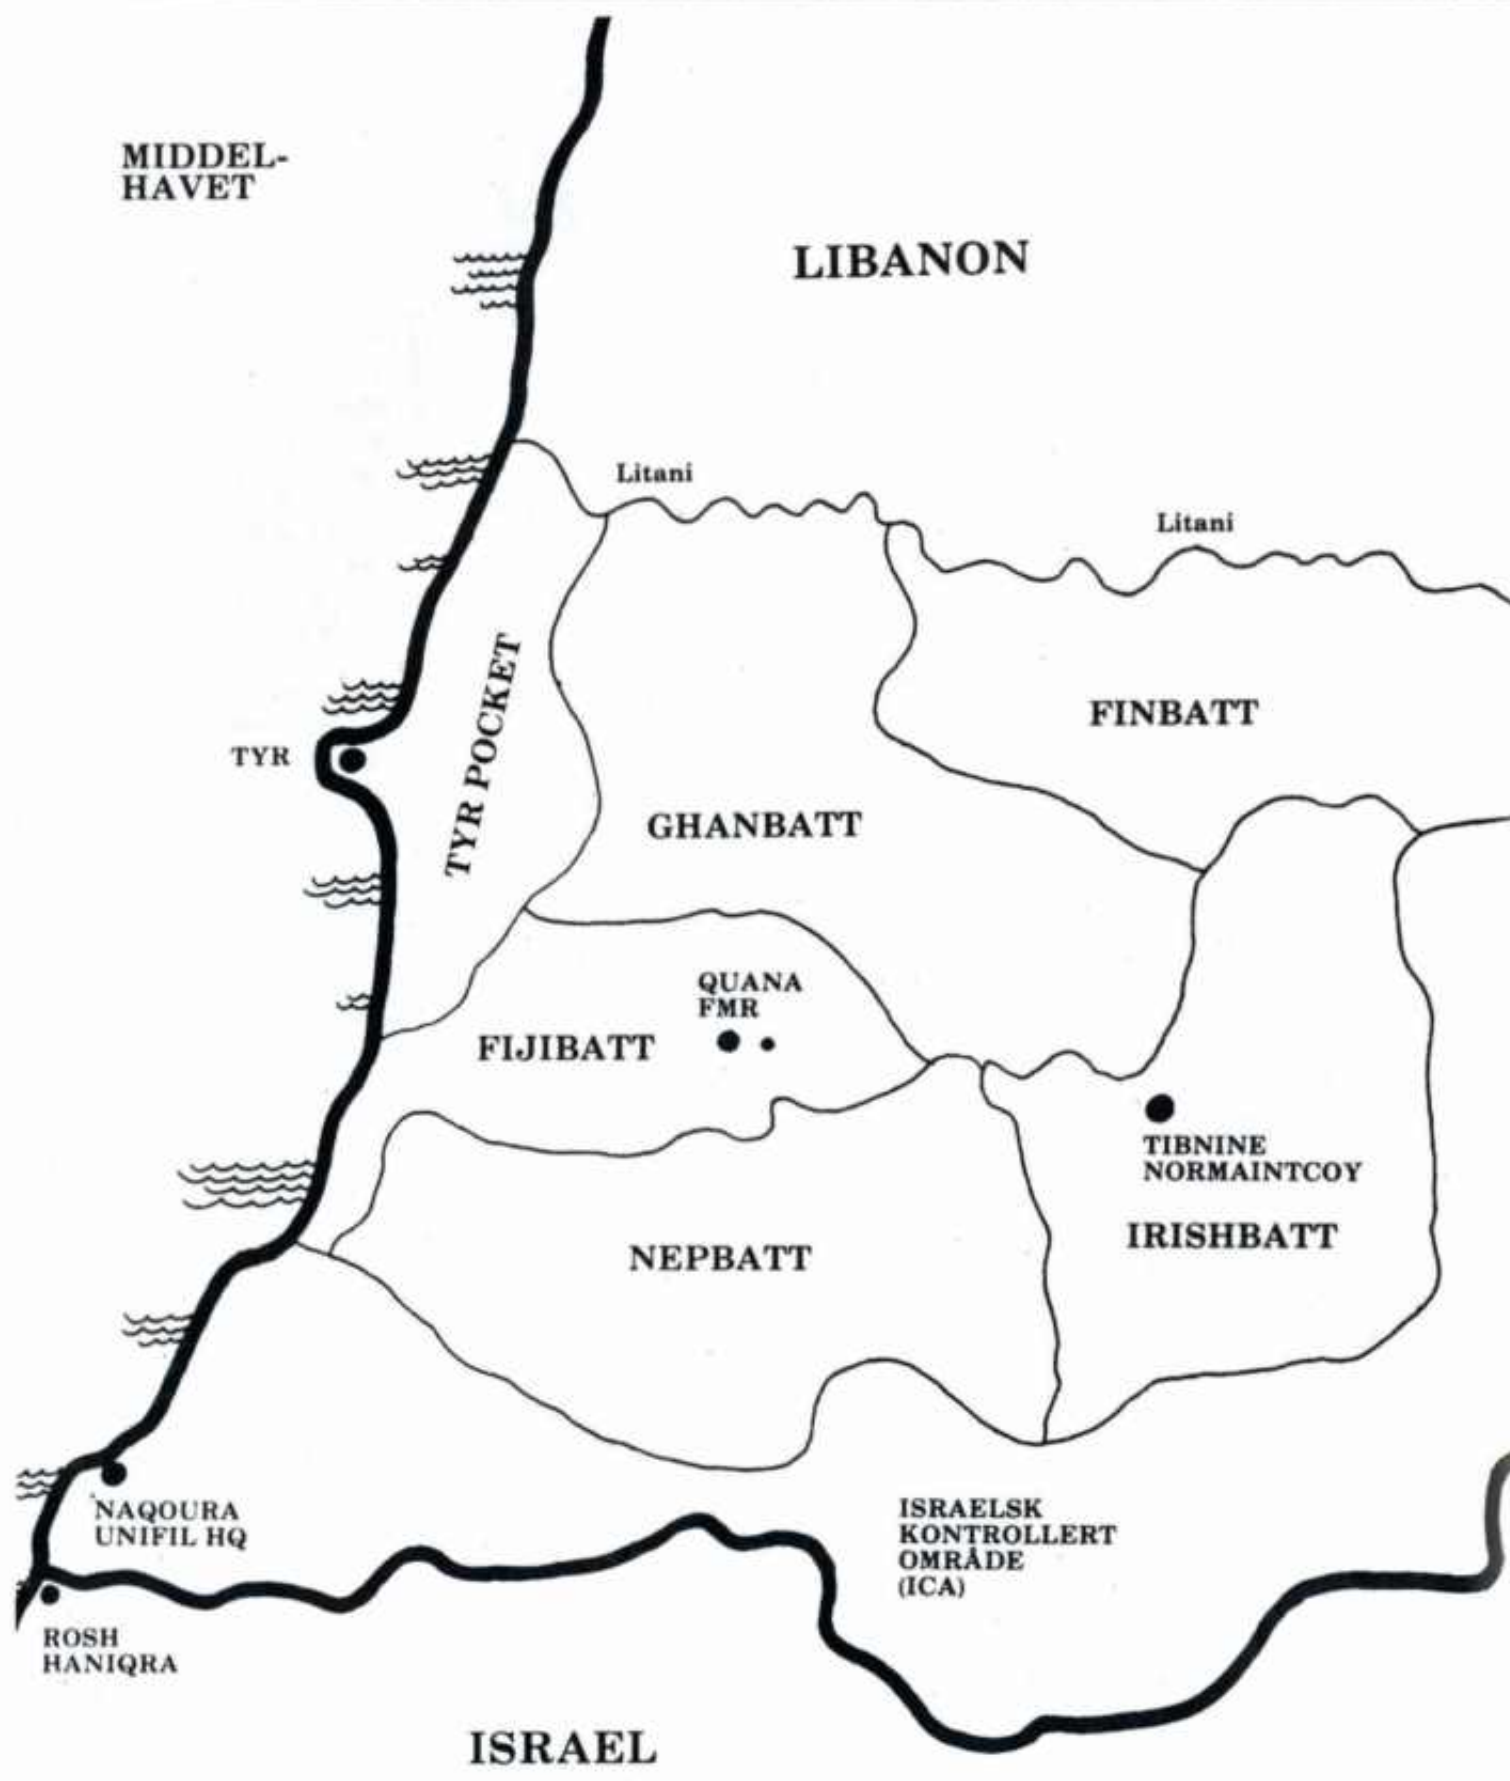 MIDDEL-
HAVET
LIBANON
Litani
Litani
TYR POCKET
FINBATT
TYR
GHANBATT
QUANA
FMR
FIJIBATT
TIBNINE
NORMAINTCOY
IRISHBATT
NEPBATT
NAQOURA
UNIFIL HQ
ISRAELSK
KONTROLLERT
OMRÅDE
(ICA)
ROSH
HANIQRA
ISRAEL